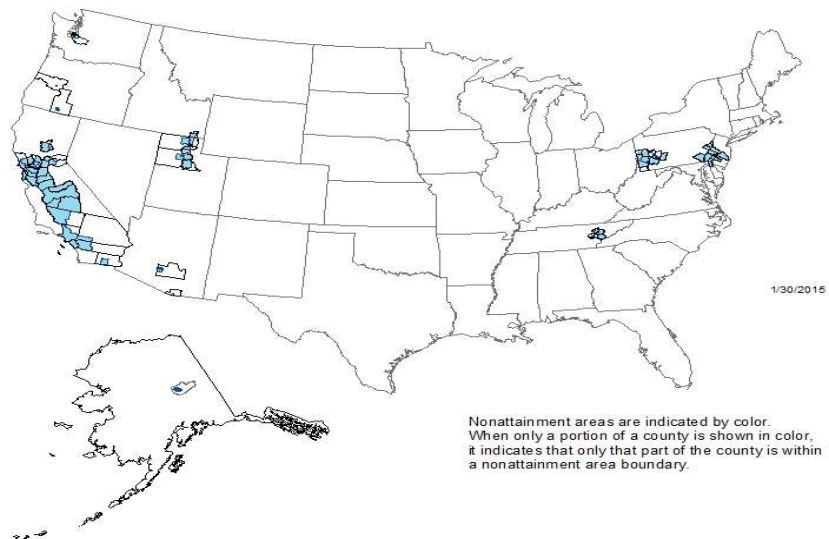 1/30/2015
Nonattainment areas are indicated by color.
When only a portion of a county is shown in color,
it indicates that only that part of the county is within
a nonattainment area boundary.